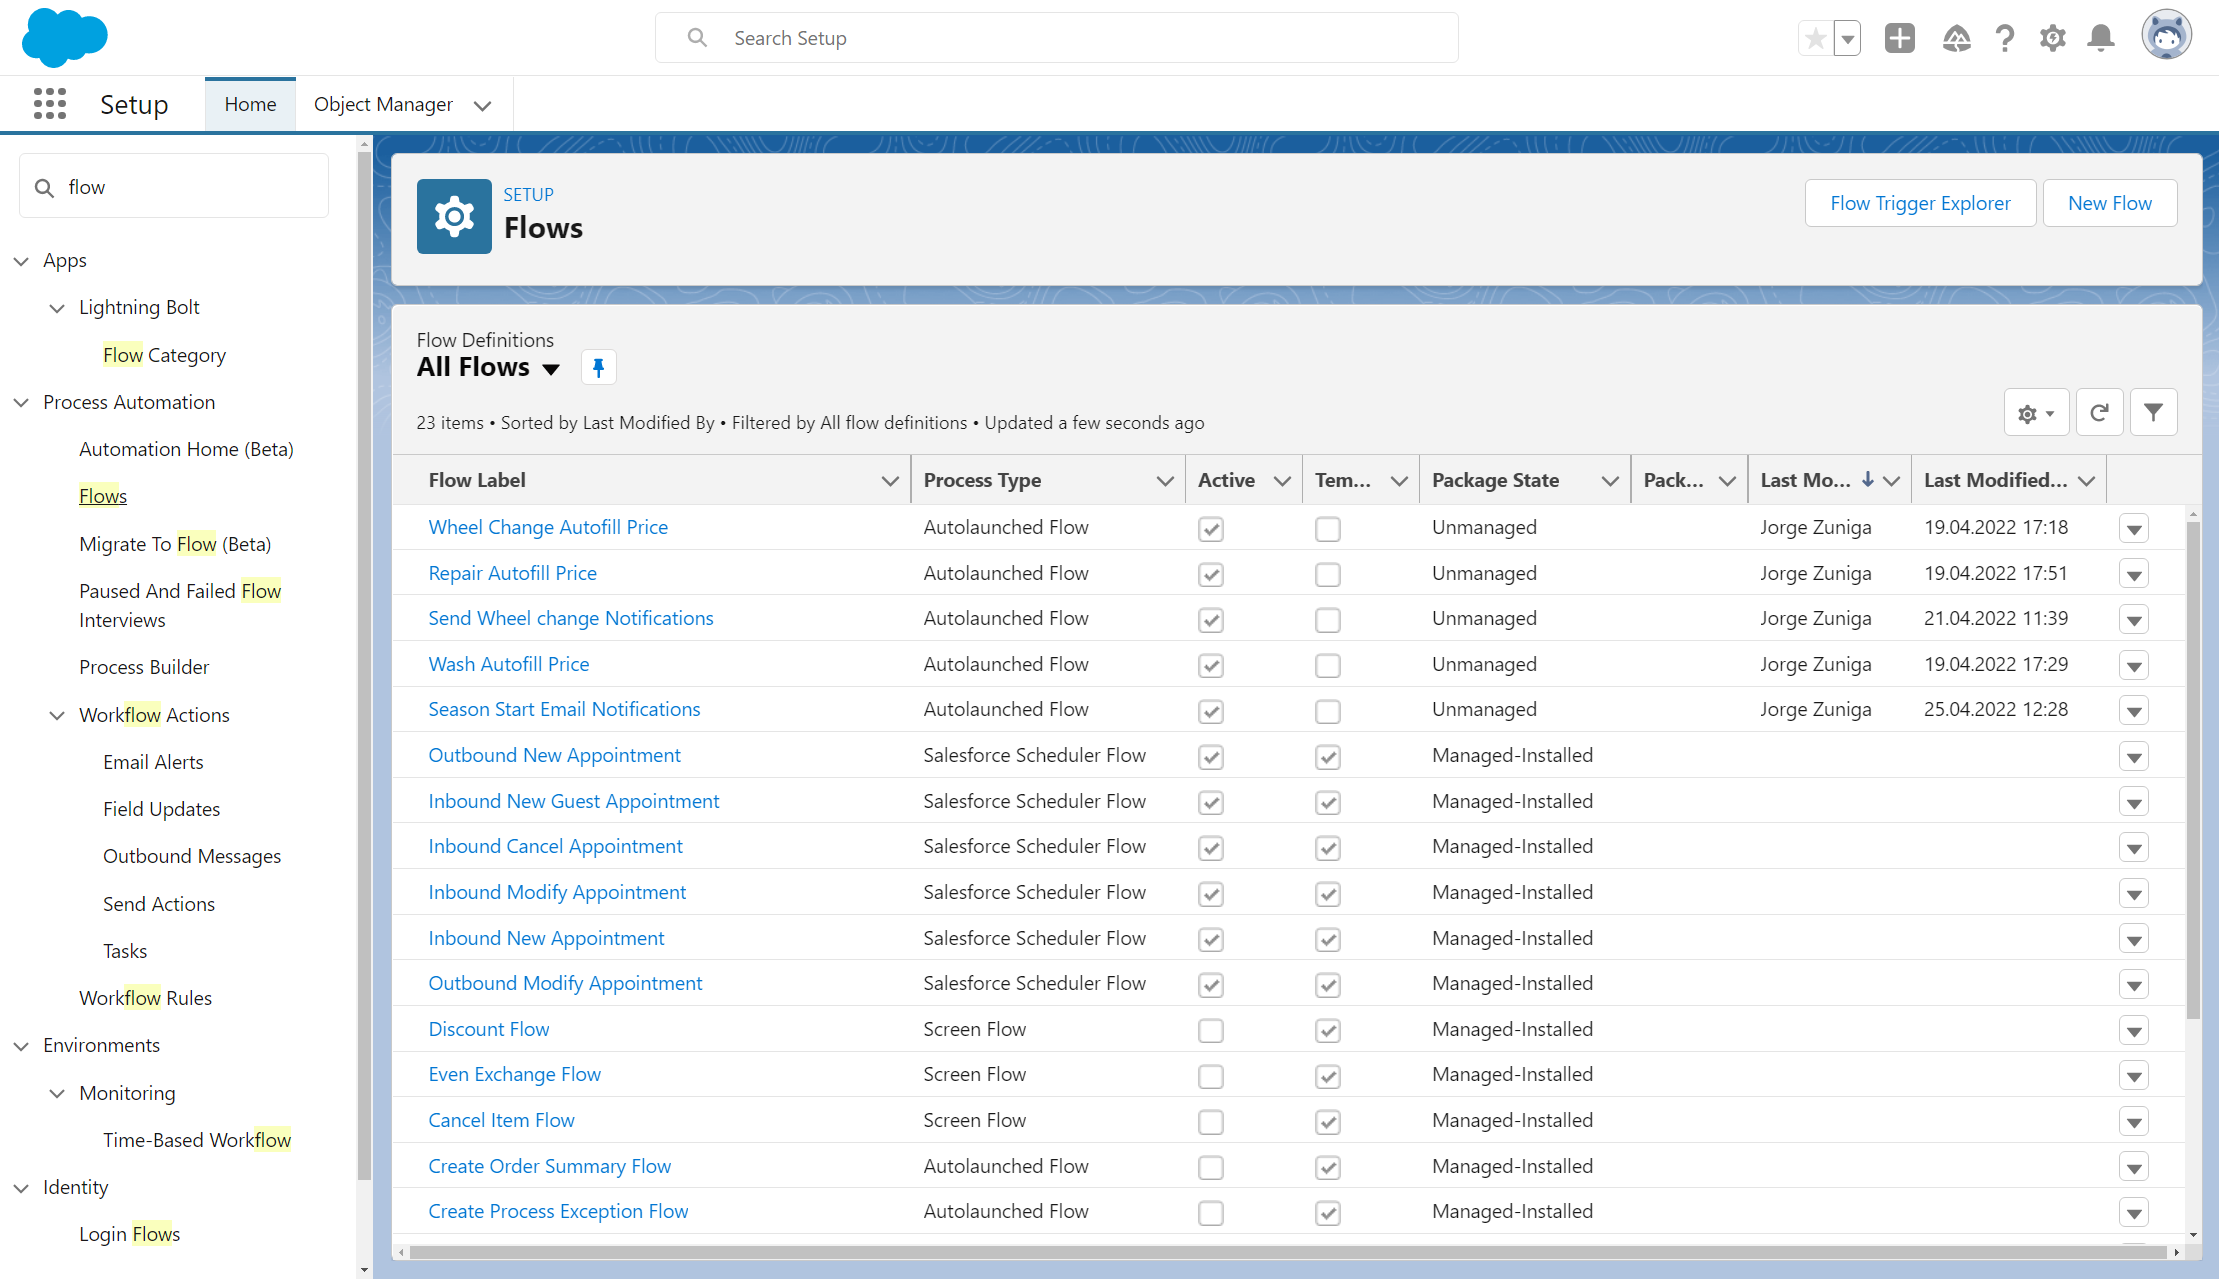 Search Setup
Setup
Home
Object Manager
flow
Apps
Lightning Bolt
Flow Category
Process Automation
Automation Home (Beta)
Flows
Migrate To Flow (Beta)
Paused And Failed Flow
Interviews
Process Builder
Workflow Actions
Email Alerts
Field Updates
Outbound Messages
Send Actions
Tasks
Workflow Rules
Environments
Monitoring
Time-Based Workflow
Identity
Login Flows
SETUP
Flows
Flow Trigger Explorer
New Flow
Flow Definitions
All Flows
23 items • Sorted by Last Modified By • Filtered by All flow definitions • Updated a few seconds ago
Flow Label Process Type Active Tem... Package State Pack... Last Mo... Last Modified...
Wheel Change Autofill Price Autolaunched Flow Unmanaged Jorge Zuniga 19.04.2022 17:18
Repair Autofill Price Autolaunched Flow Unmanaged Jorge Zuniga 19.04.2022 17:51
Send Wheel change Notifications Autolaunched Flow Unmanaged Jorge Zuniga 21.04.2022 11:39
Wash Autofill Price Autolaunched Flow Unmanaged Jorge Zuniga 19.04.2022 17:29
Season Start Email Notifications Autolaunched Flow Unmanaged Jorge Zuniga 25.04.2022 12:28
Outbound New Appointment Salesforce Scheduler Flow Managed-Installed
Inbound New Guest Appointment Salesforce Scheduler Flow Managed-Installed
Inbound Cancel Appointment Salesforce Scheduler Flow Managed-Installed
Inbound Modify Appointment Salesforce Scheduler Flow Managed-Installed
Inbound New Appointment Salesforce Scheduler Flow Managed-Installed
Outbound Modify Appointment Salesforce Scheduler Flow Managed-Installed
Discount Flow Screen Flow Managed-Installed
Even Exchange Flow Screen Flow Managed-Installed
Cancel Item Flow Screen Flow Managed-Installed
Create Order Summary Flow Autolaunched Flow Managed-Installed
Create Process Exception Flow Autolaunched Flow Managed-Installed